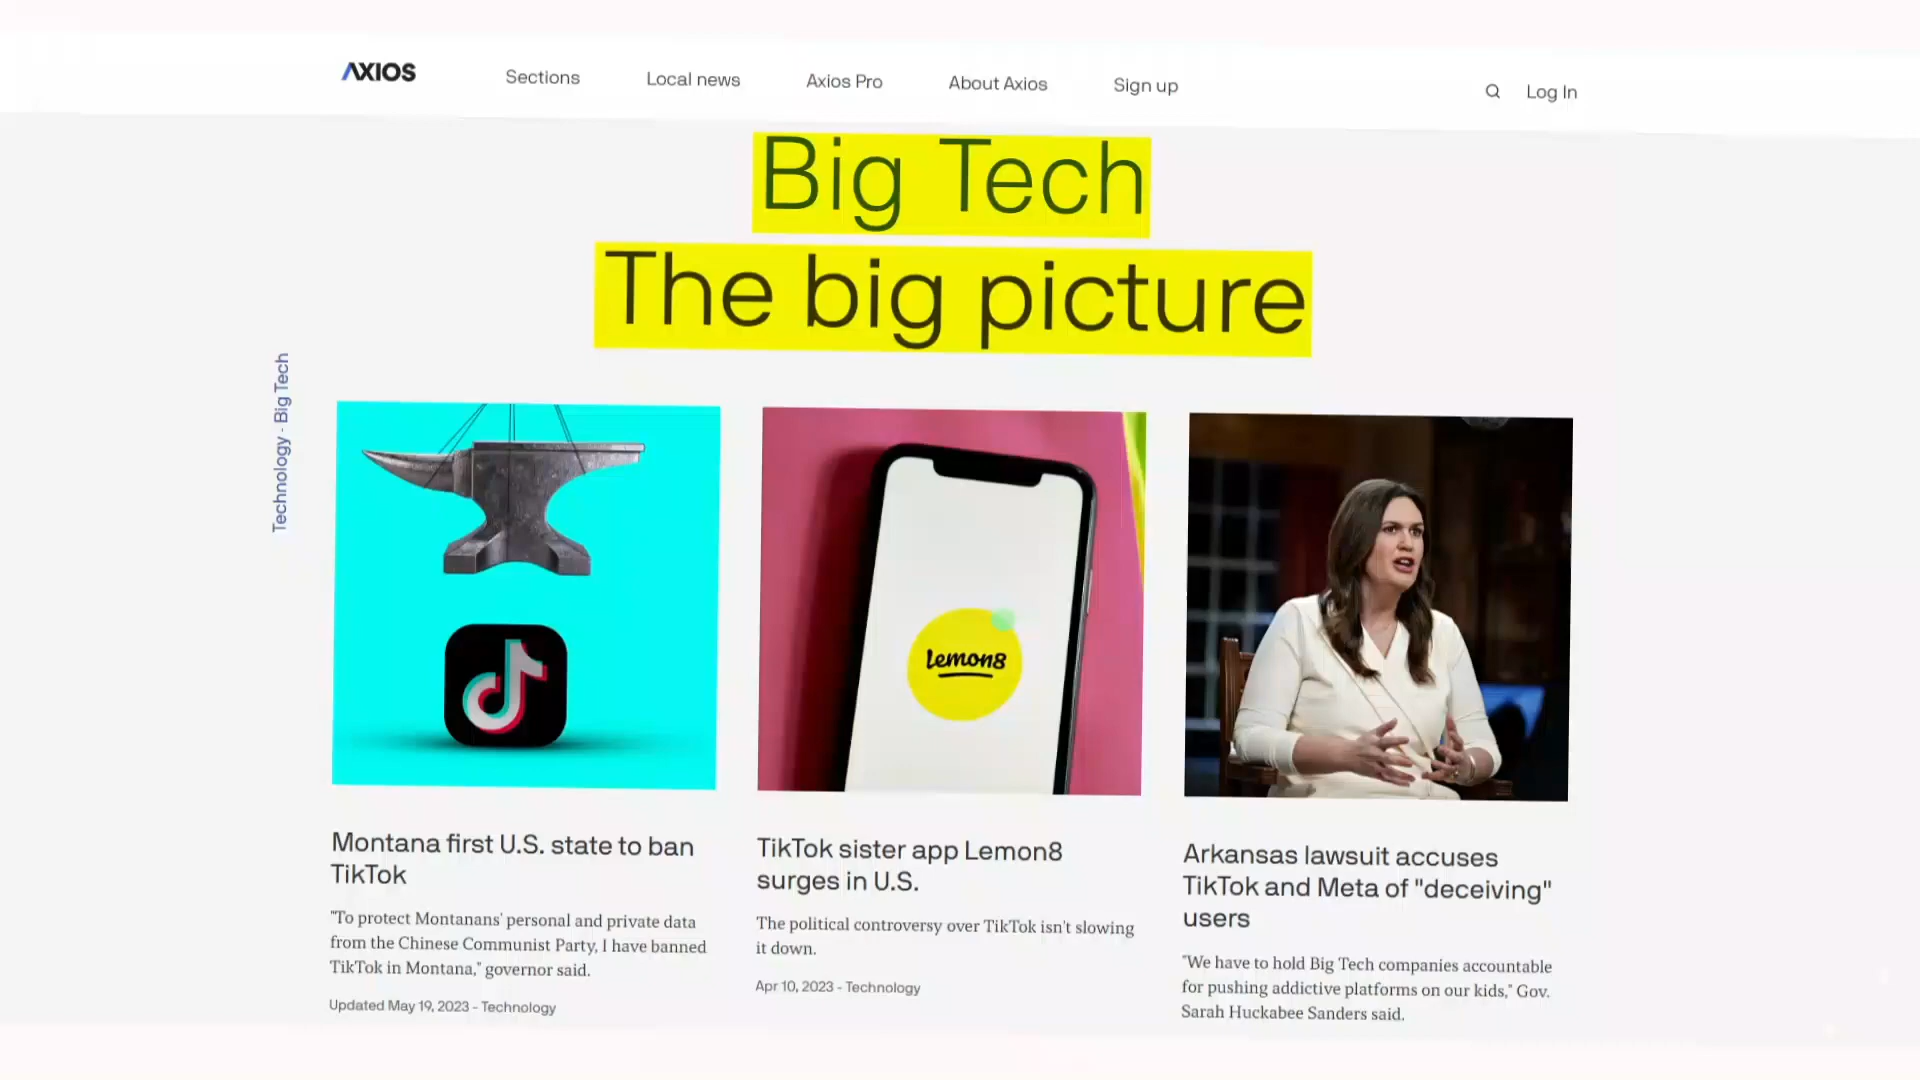 AXIOS
Sections
Local news
Axios Pro
About Axios
Sign up
Log In
Big Tech
The big picture
Technology - Big Tech
Lemon8
Montana first U.S. state to ban
TikTok
"To protect Montanans' personal and private data
from the Chinese Communist Party, I have banned
TikTok in Montana," governor said.
Updated May 19, 2023 - Technology
TikTok sister app Lemon8
surges in U.S.
The political controversy over TikTok isn't slowing
it down.
Apr 10, 2023 - Technology
Arkansas lawsuit accuses
TikTok and Meta of "deceiving"
users
"We have to hold Big Tech companies accountable
for pushing addictive platforms on our kids," Gov.
Sarah Huckabee Sanders said.